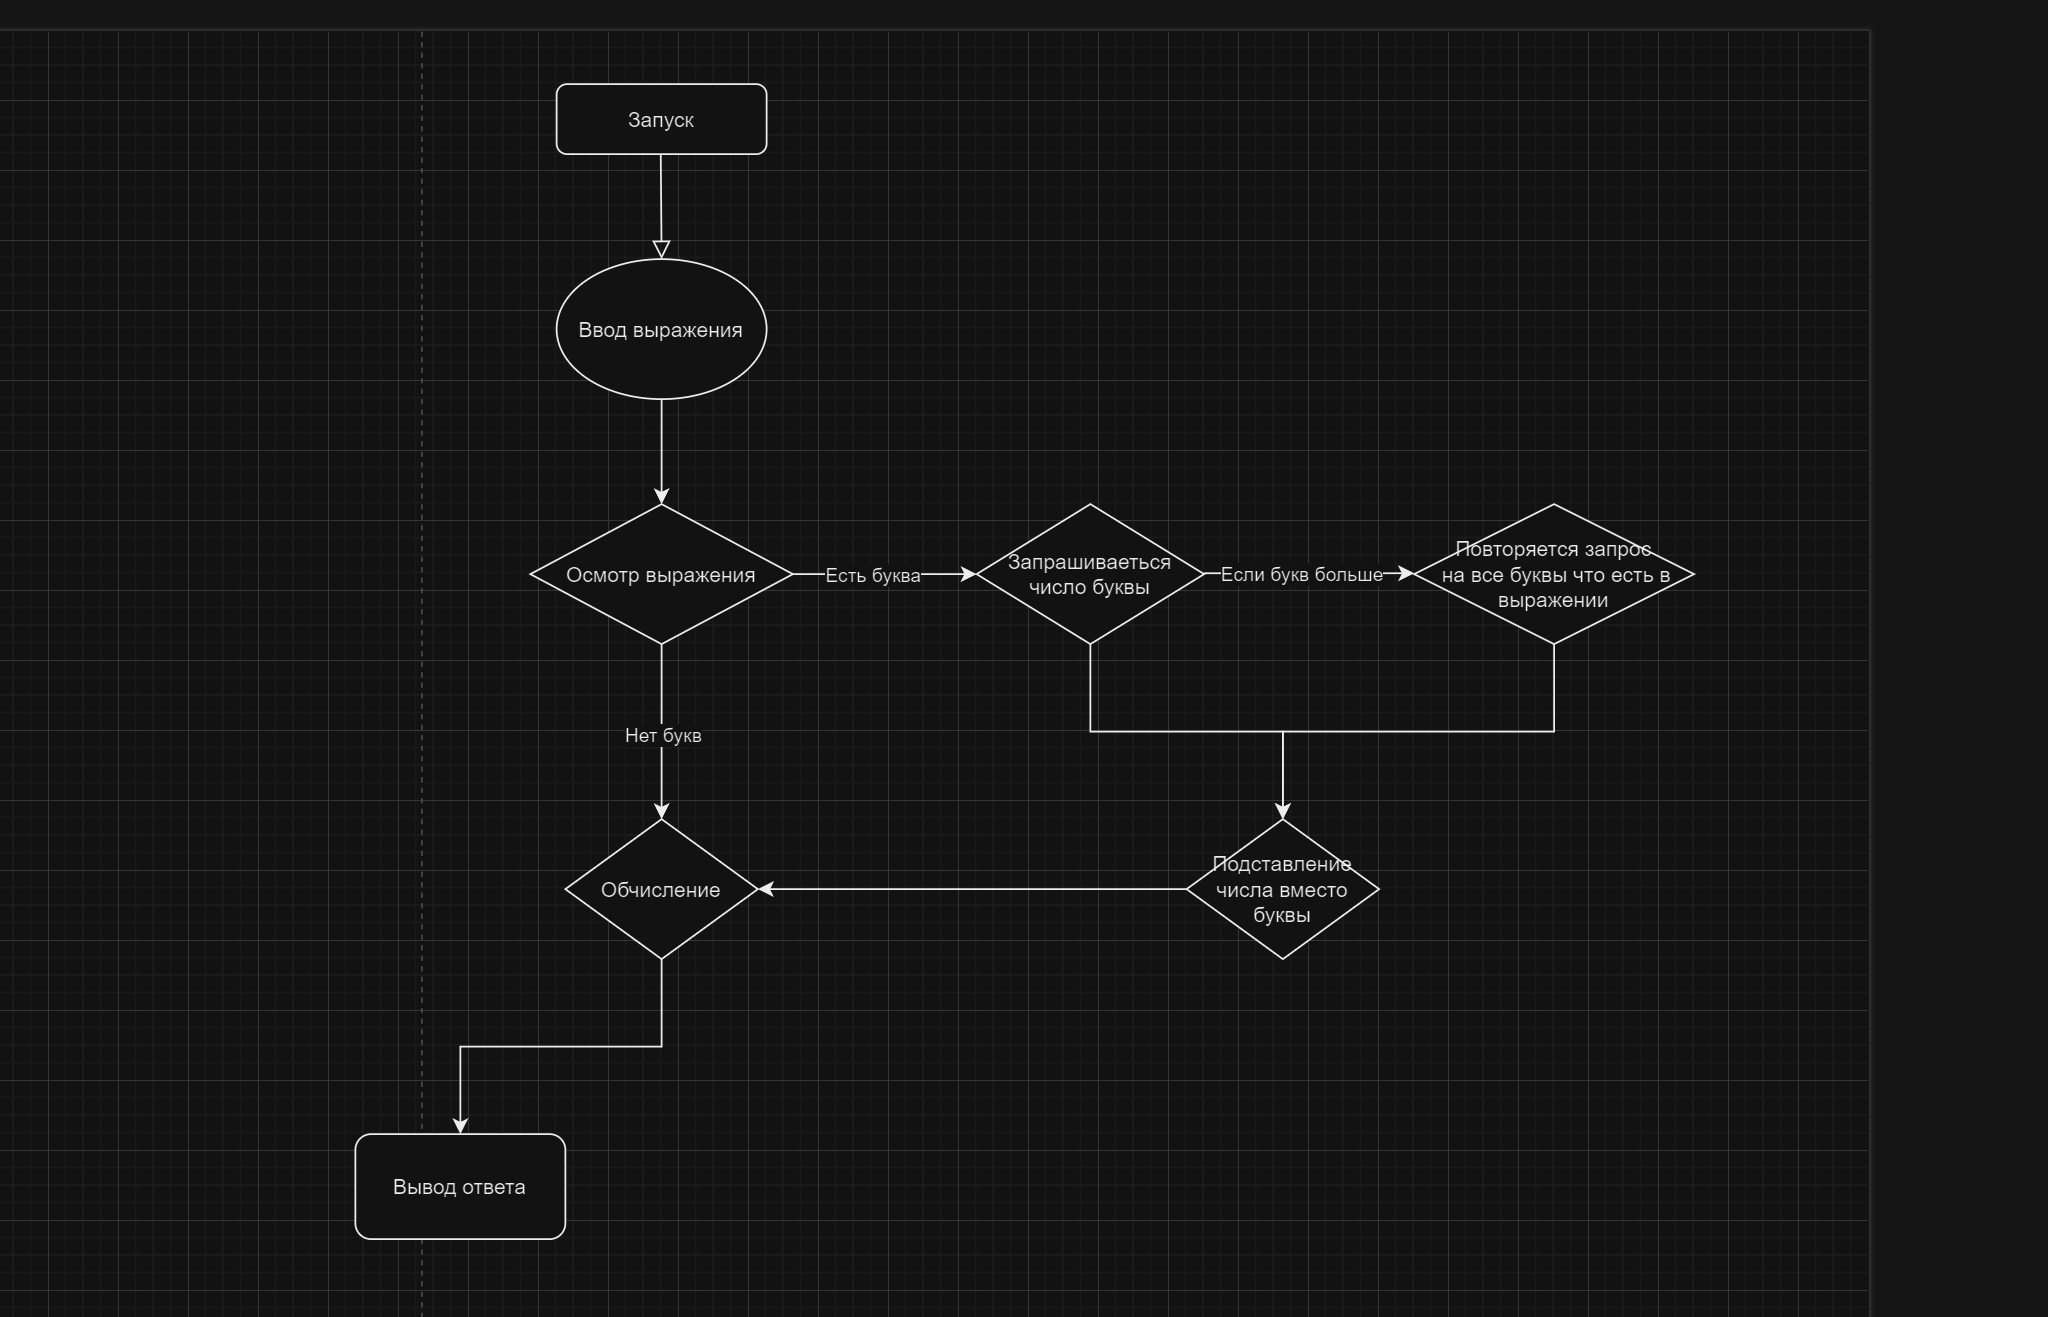 Запуск
Ввод выражения
Осмотр выражения
Есть буква
Запрашиваеться
число буквы
Если букв больше
Повторяется запрос
на все буквы что есть в
выражении
Нет букв
Обчисление
Подставление
числа вместо
буквы
Вывод ответа